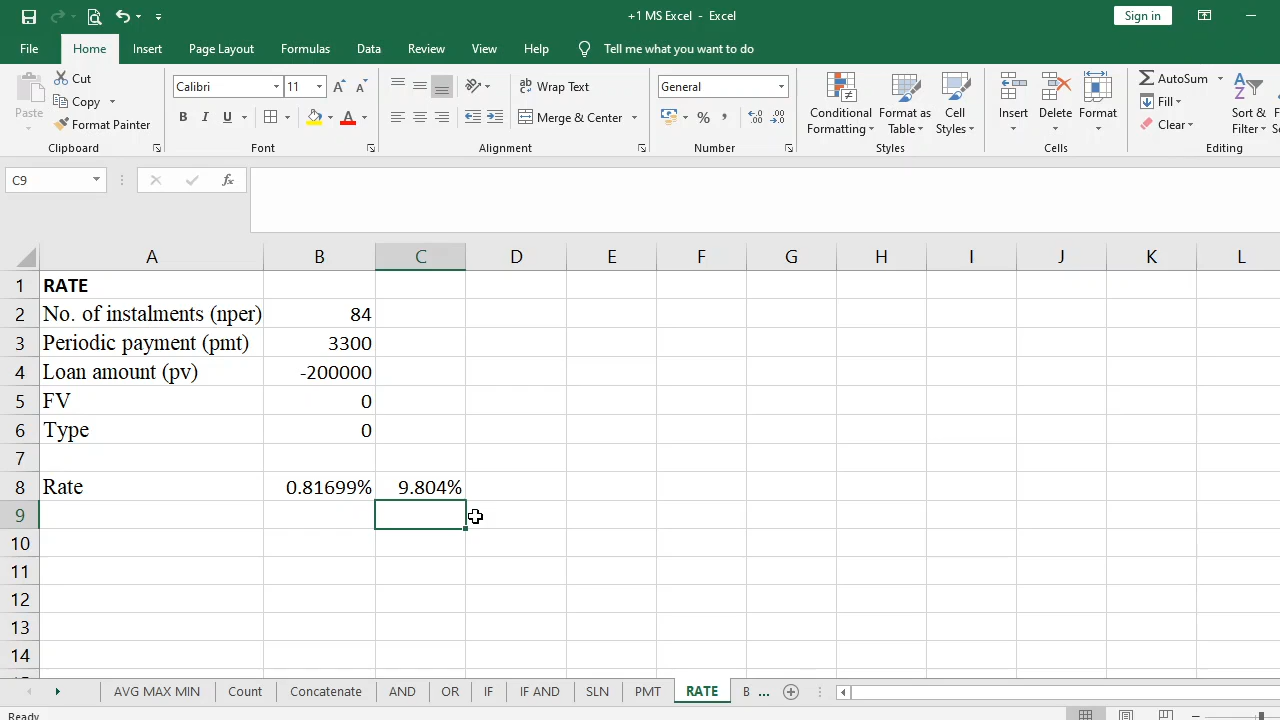 +1 MS Excel - Excel
Sign in
File Home Insert Page Layout Formulas Data Review View Help Tell me what you want to do
Paste
Cut
Copy
Format Painter
Clipboard
Calibri 11 A A
B I U A
Font
ab
Wrap Text
Merge & Center
Alignment
General
% , .0 .00
Number
Conditional Formatting
Format as Table
Cell Styles
Styles
Insert Delete Format
Cells
AutoSum
Fill
Clear
Sort & Filter
Editing
C9 fx
A B C D E F G H I J K L
1 RATE
2 No. of instalments (nper) 84
3 Periodic payment (pmt) 3300
4 Loan amount (pv) -200000
5 FV 0
6 Type 0
7
8 Rate 0.81699% 9.804%
9
10
11
12
13
14
AVG MAX MIN Count Concatenate AND OR IF IF AND SLN PMT RATE B ...
Ready